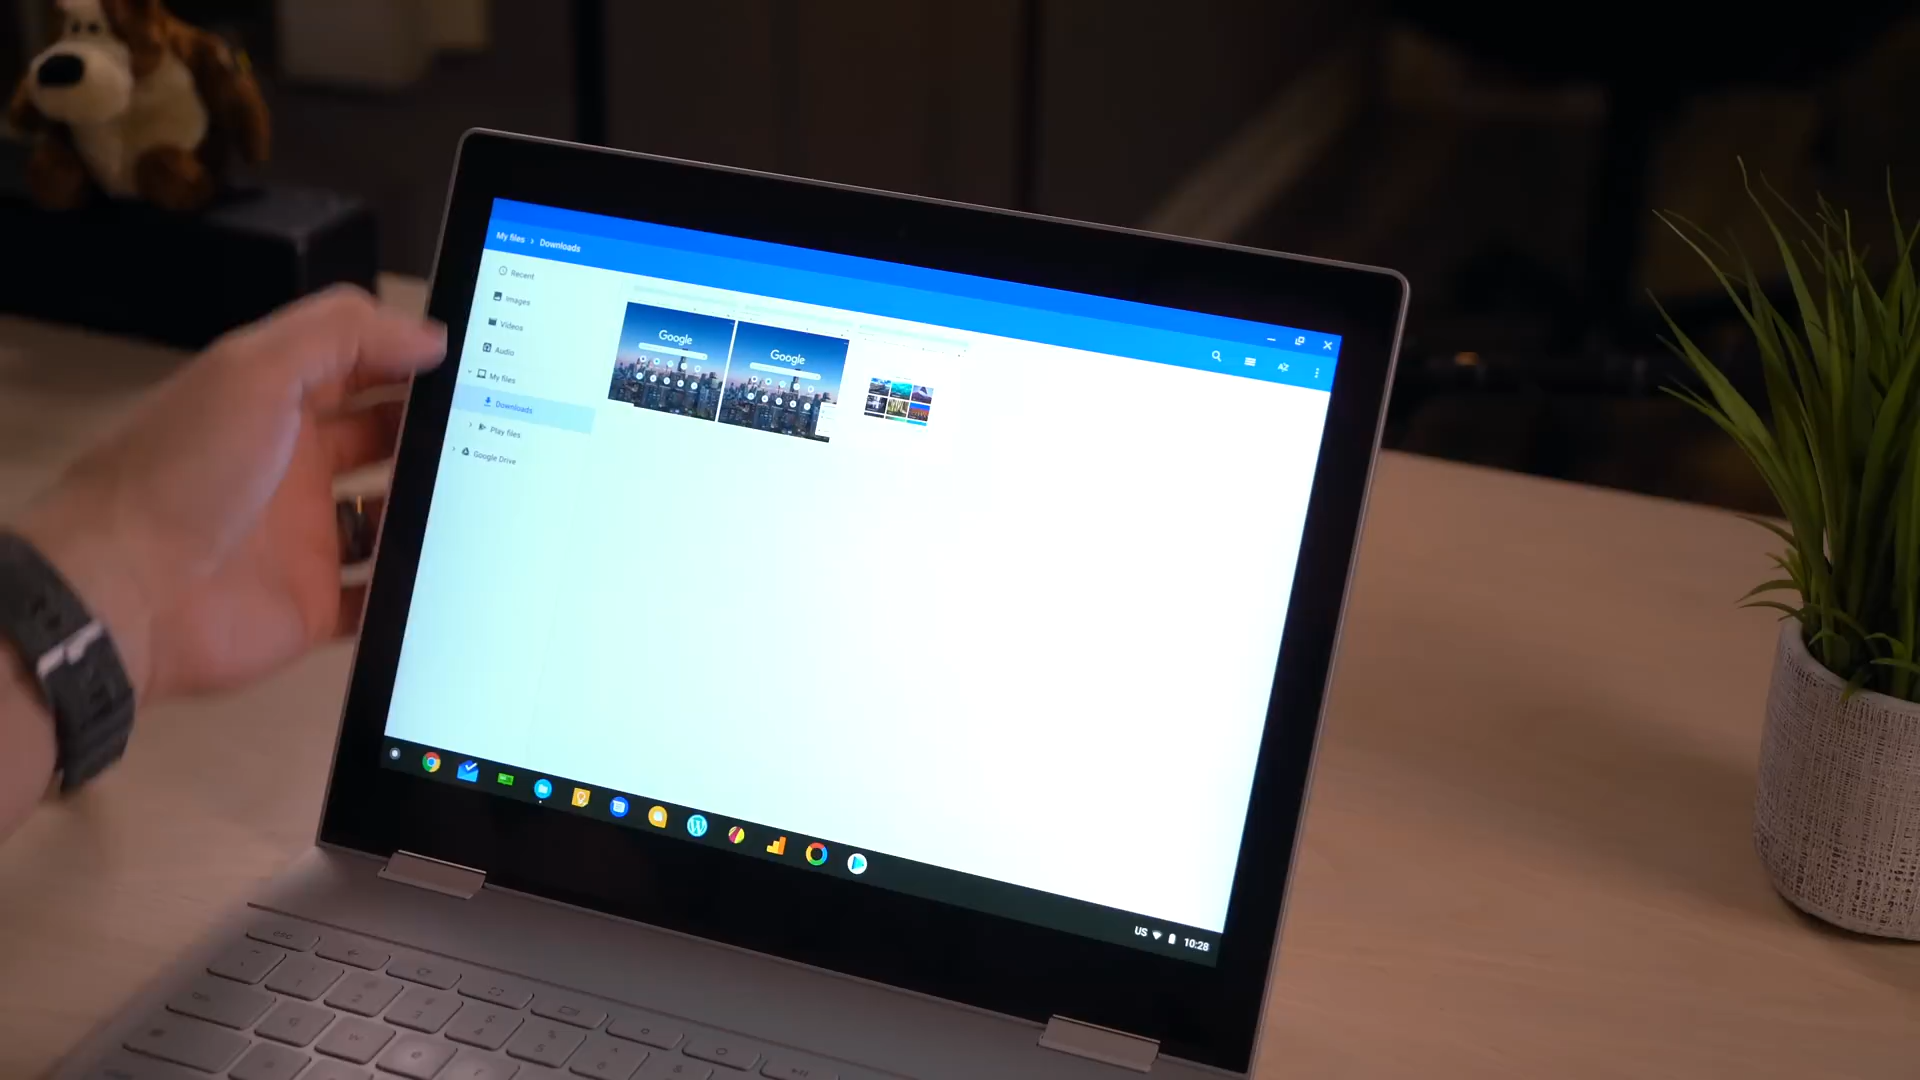 My files > Downloads
Recent
Images
Videos
Audio
My files
Downloads
Play files
Google Drive
Google
Google
US
10:28
esc